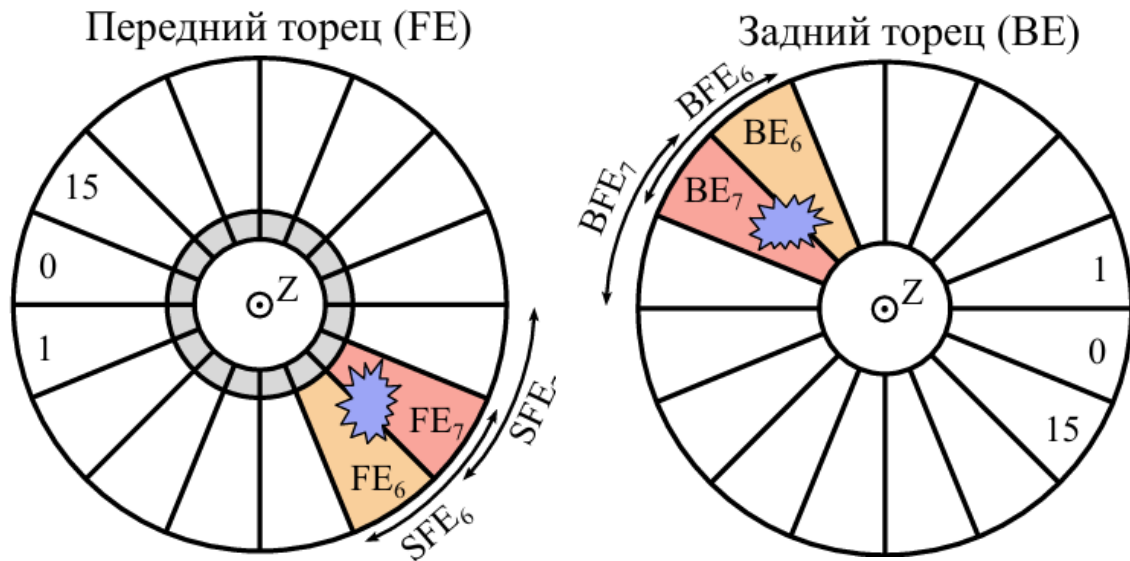 Передний торец (FE)
15
0
1
Z
FE₇
FE₆
SFE₆
Задний торец (BE)
BFE₆
BFE₇
BE₆
BE₇
Z
1
0
15